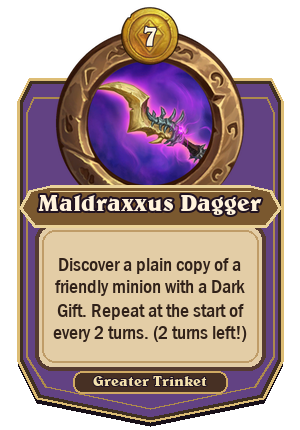 7
Maldraxxus Dagger
Discover a plain copy of a
friendly minion with a Dark
Gift. Repeat at the start of
every 2 turns. (2 turns left!)
Greater Trinket